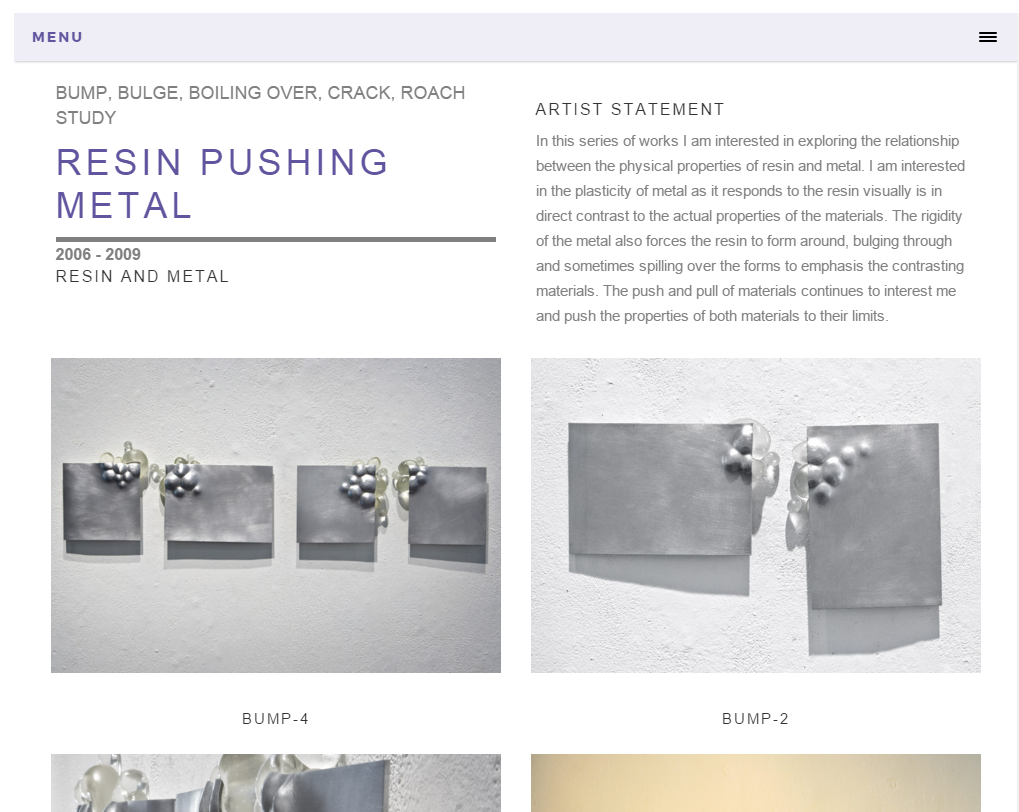 MENU
BUMP, BULGE, BOILING OVER, CRACK, ROACH
STUDY
RESIN PUSHING
METAL
2006 - 2009
RESIN AND METAL
ARTIST STATEMENT
In this series of works I am interested in exploring the relationship
between the physical properties of resin and metal. I am interested
in the plasticity of metal as it responds to the resin visually is in
direct contrast to the actual properties of the materials. The rigidity
of the metal also forces the resin to form around, bulging through
and sometimes spilling over the forms to emphasis the contrasting
materials. The push and pull of materials continues to interest me
and push the properties of both materials to their limits.
BUMP-4
BUMP-2